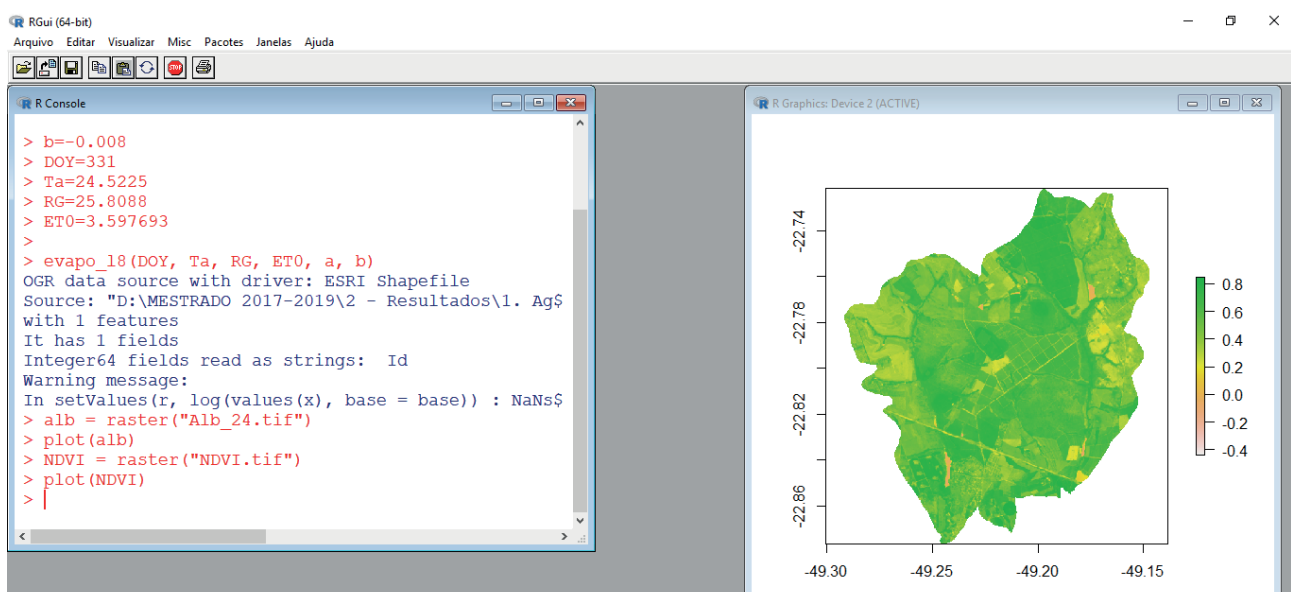 RGui (64-bit)
Arquivo Editar Visualizar Misc Pacotes Janelas Ajuda
STOP
R Console
> b=-0.008
> DOY=331
> Ta=24.5225
> RG=25.8088
> ET0=3.597693
>
> evapo_l8(DOY, Ta, RG, ET0, a, b)
OGR data source with driver: ESRI Shapefile
Source: "D:\MESTRADO 2017-2019\2 - Resultados\1. Ag$
with 1 features
It has 1 fields
Integer64 fields read as strings:  Id
Warning message:
In setValues(r, log(values(x), base = base)) : NaNs$
> alb = raster("Alb_24.tif")
> plot(alb)
> NDVI = raster("NDVI.tif")
> plot(NDVI)
>
R Graphics: Device 2 (ACTIVE)
-22.74
-22.78
-22.82
-22.86
-49.30
-49.25
-49.20
-49.15
0.8
0.6
0.4
0.2
0.0
-0.2
-0.4